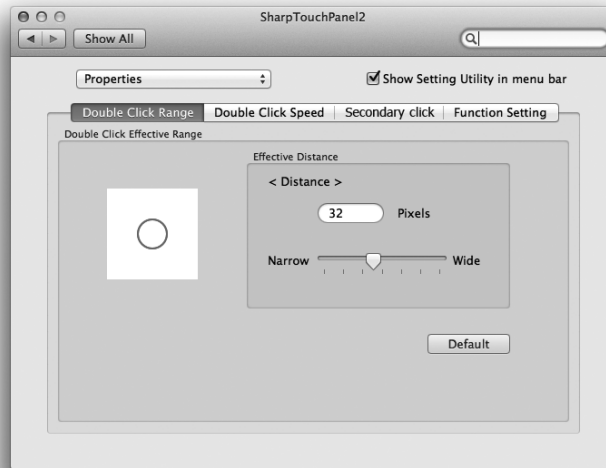 SharpTouchPanel2
Show All
Properties
Show Setting Utility in menu bar
Double Click Range Double Click Speed Secondary click Function Setting
Double Click Effective Range
Effective Distance
< Distance >
32 Pixels
Narrow Wide
Default